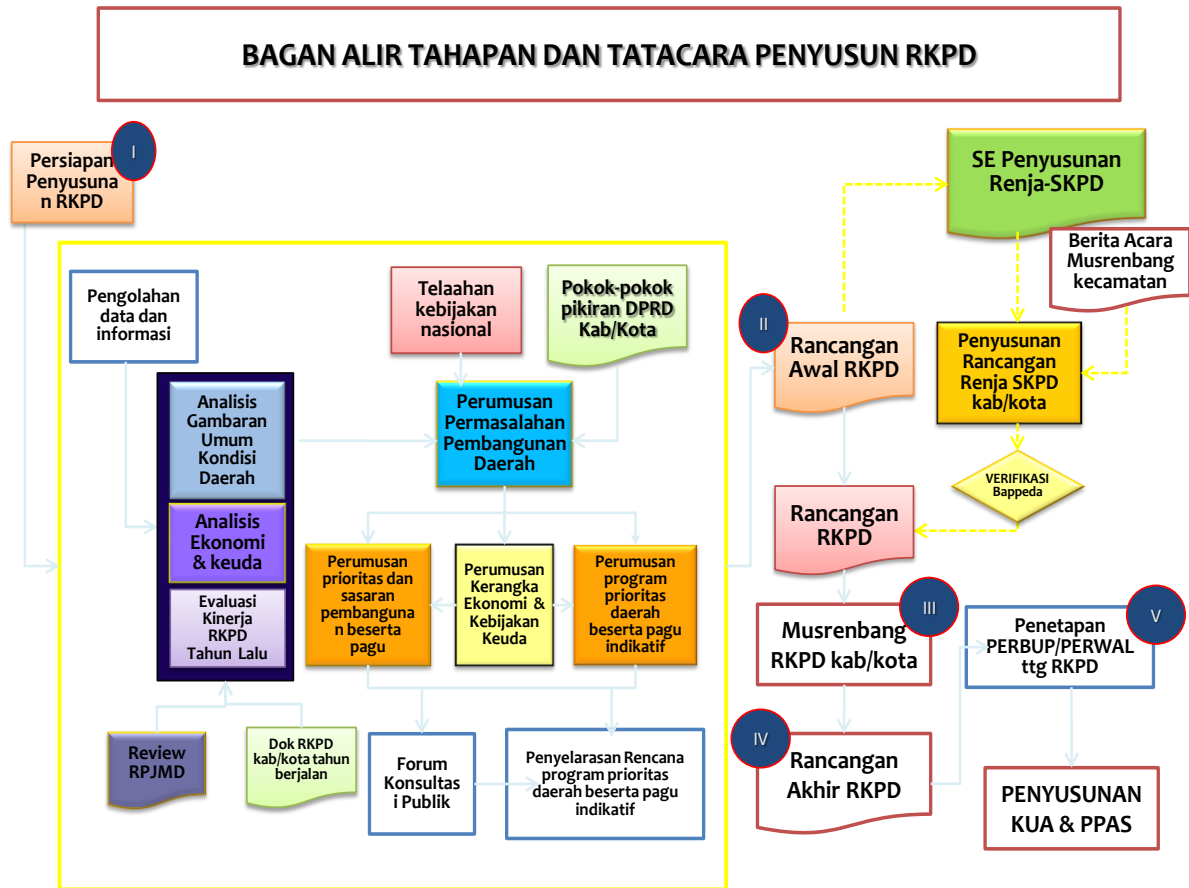 BAGAN ALIR TAHAPAN DAN TATACARA PENYUSUN RKPD
I
Persiapan
Penyusuna
n RKPD
Pengolahan
data dan
informasi
Telaahan
kebijakan
nasional
Pokok-pokok
pikiran DPRD
Kab/Kota
Analisis
Gambaran
Umum
Kondisi
Daerah
Analisis
Ekonomi
& keuda
Evaluasi
Kinerja
RKPD
Tahun Lalu
Perumusan
Permasalahan
Pembangunan
Daerah
Perumusan
prioritas dan
sasaran
pembanguna
n beserta
pagu
Perumusan
Kerangka
Ekonomi &
Kebijakan
Keuda
Perumusan
program
prioritas
daerah
beserta pagu
indikatif
Review
RPJMD
Dok RKPD
kab/kota tahun
berjalan
Forum
Konsultas
i Publik
Penyelarasan Rencana
program prioritas
daerah beserta pagu
indikatif
II
Rancangan
Awal RKPD
SE Penyusunan
Renja-SKPD
Berita Acara
Musrenbang
kecamatan
Penyusunan
Rancangan
Renja SKPD
kab/kota
VERIFIKASI
Bappeda
Rancangan
RKPD
III
Musrenbang
RKPD kab/kota
IV
Rancangan
Akhir RKPD
V
Penetapan
PERBUP/PERWAL
ttg RKPD
PENYUSUNAN
KUA & PPAS